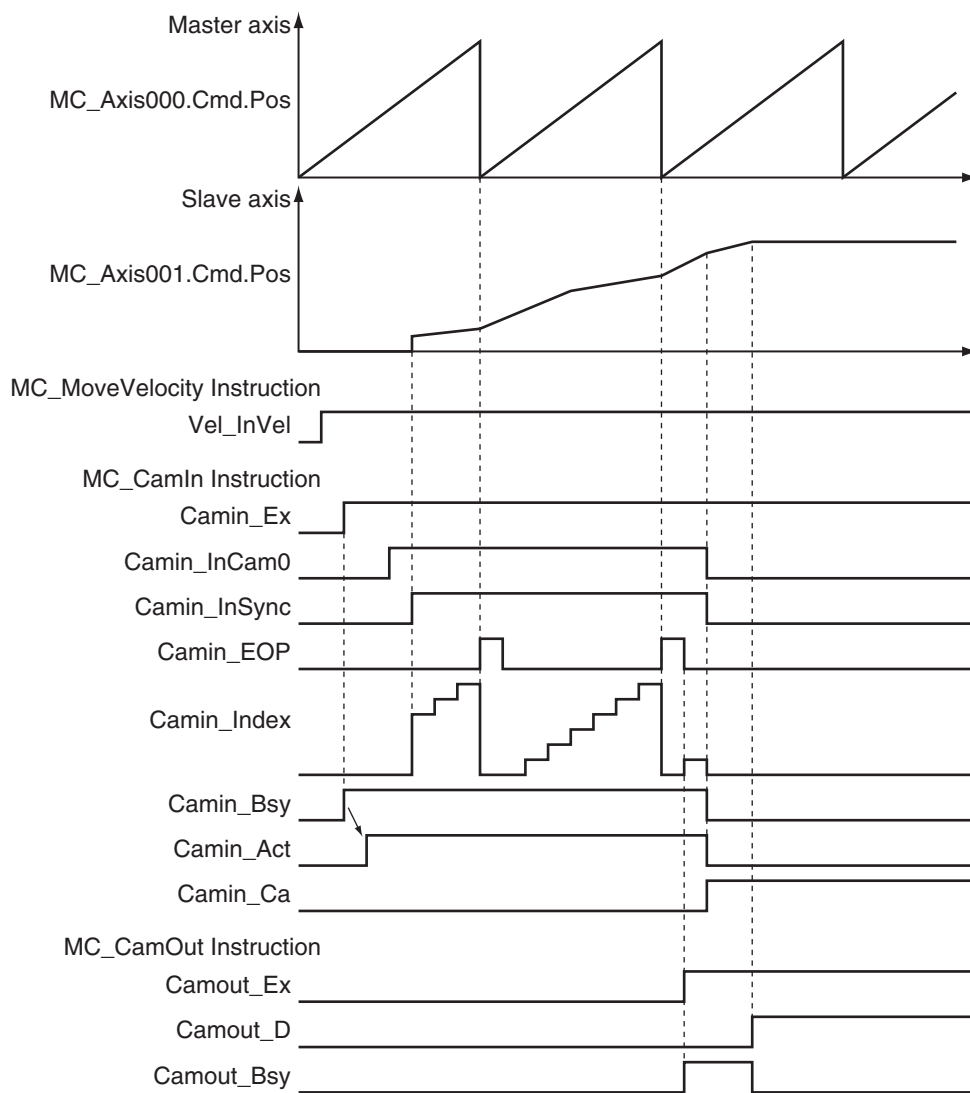 Master axis
MC_Axis000.Cmd.Pos
Slave axis
MC_Axis001.Cmd.Pos
MC_MoveVelocity Instruction
Vel_InVel
MC_CamIn Instruction
Camin_Ex
Camin_InCam0
Camin_InSync
Camin_EOP
Camin_Index
Camin_Bsy
Camin_Act
Camin_Ca
MC_CamOut Instruction
Camout_Ex
Camout_D
Camout_Bsy